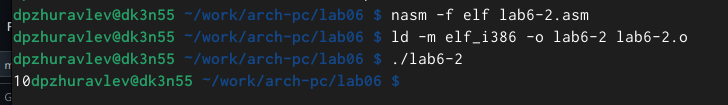 dpzhuravlev@dk3n55 ~/work/arch-pc/lab06 $ nasm -f elf lab6-2.asm
dpzhuravlev@dk3n55 ~/work/arch-pc/lab06 $ ld -m elf_i386 -o lab6-2 lab6-2.o
dpzhuravlev@dk3n55 ~/work/arch-pc/lab06 $ ./lab6-2
10dpzhuravlev@dk3n55 ~/work/arch-pc/lab06 $